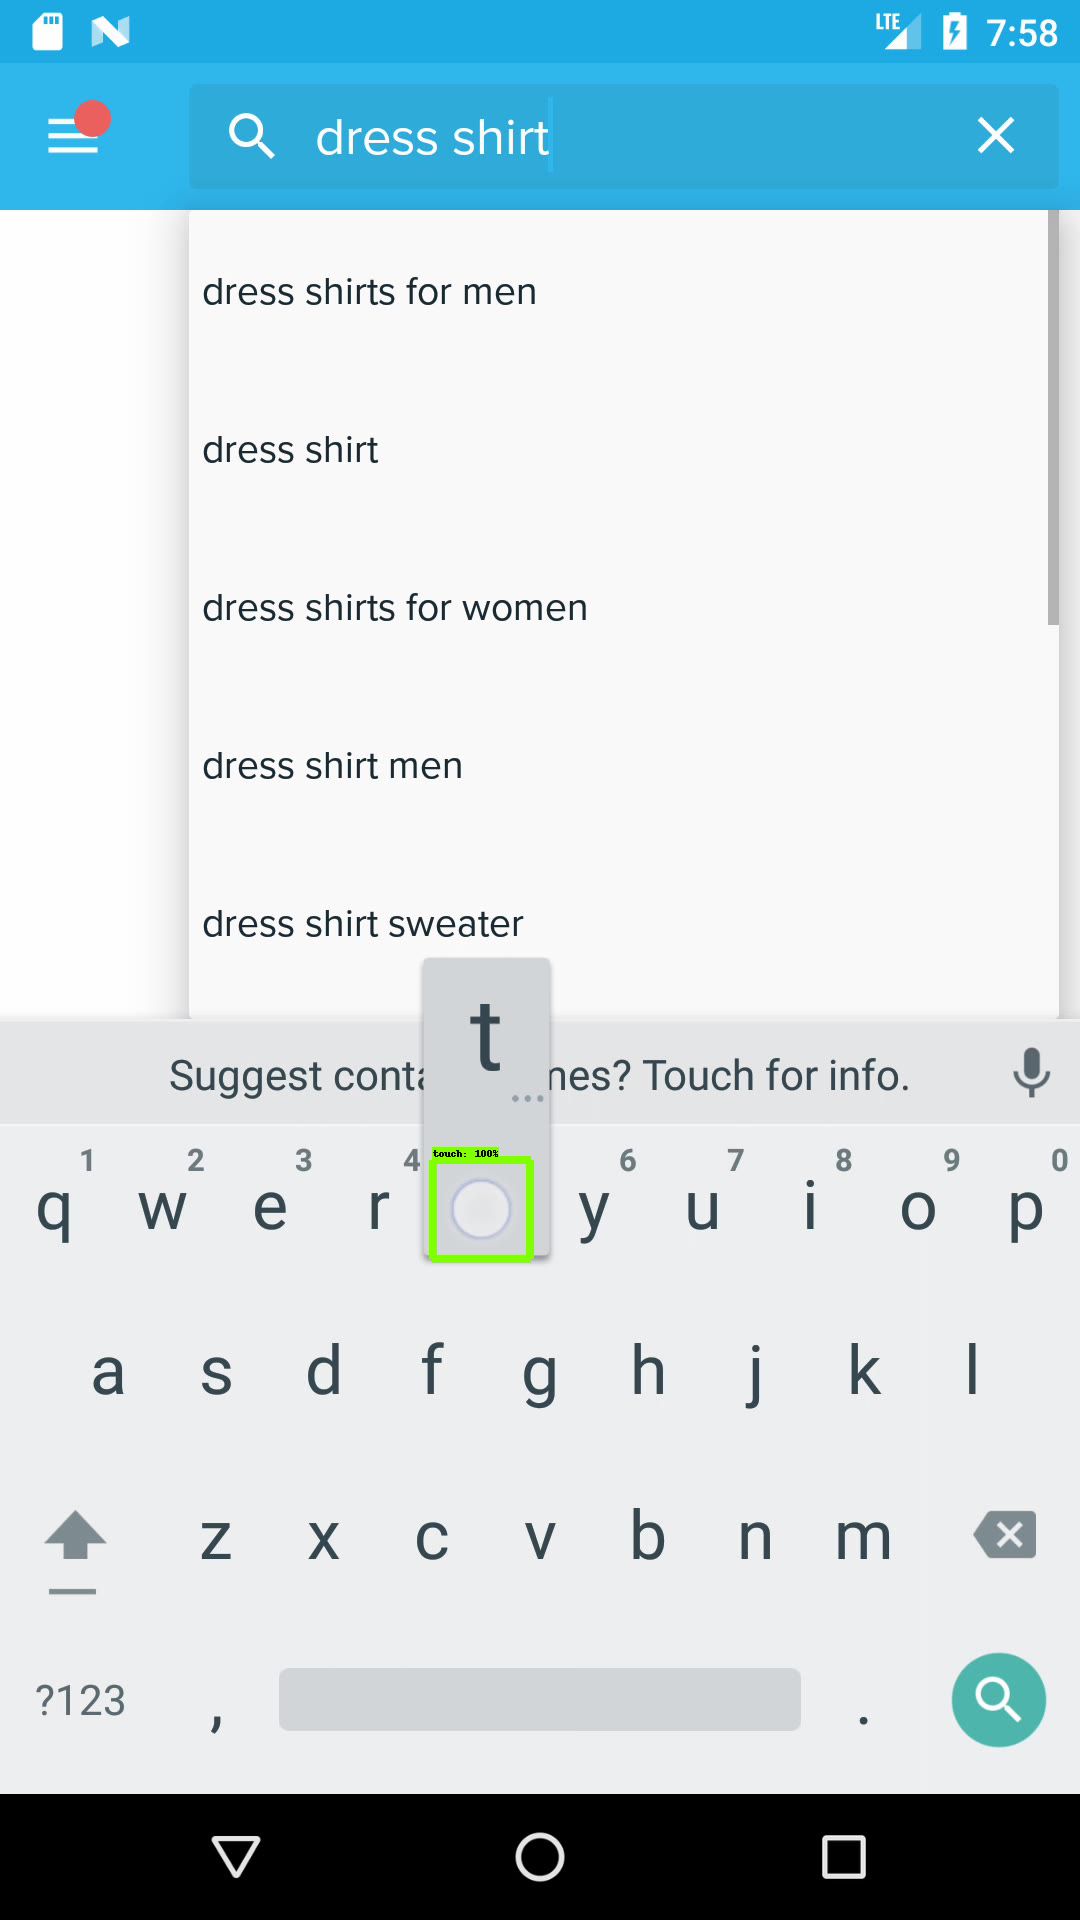 LTE 7:58
dress shirt
dress shirts for men
dress shirt
dress shirts for women
dress shirt men
dress shirt sweater
t
...
Suggest conta mes? Touch for info.
touch: 100%
1 2 3 4 6 7 8 9 0
q w e r y u i o p
a s d f g h j k l
z x c v b n m
?123 , .